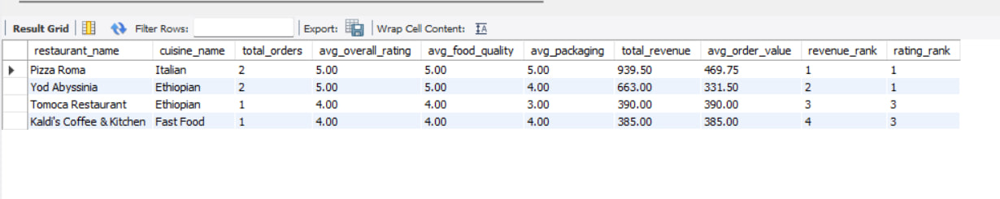 Result Grid Filter Rows: Export: Wrap Cell Content: IA
restaurant_name cuisine_name total_orders avg_overall_rating avg_food_quality avg_packaging total_revenue avg_order_value revenue_rank rating_rank
Pizza Roma Italian 2 5.00 5.00 5.00 939.50 469.75 1 1
Yod Abyssinia Ethiopian 2 5.00 5.00 4.00 663.00 331.50 2 1
Tomoca Restaurant Ethiopian 1 4.00 4.00 3.00 390.00 390.00 3 3
Kaldi's Coffee & Kitchen Fast Food 1 4.00 4.00 4.00 385.00 385.00 4 3